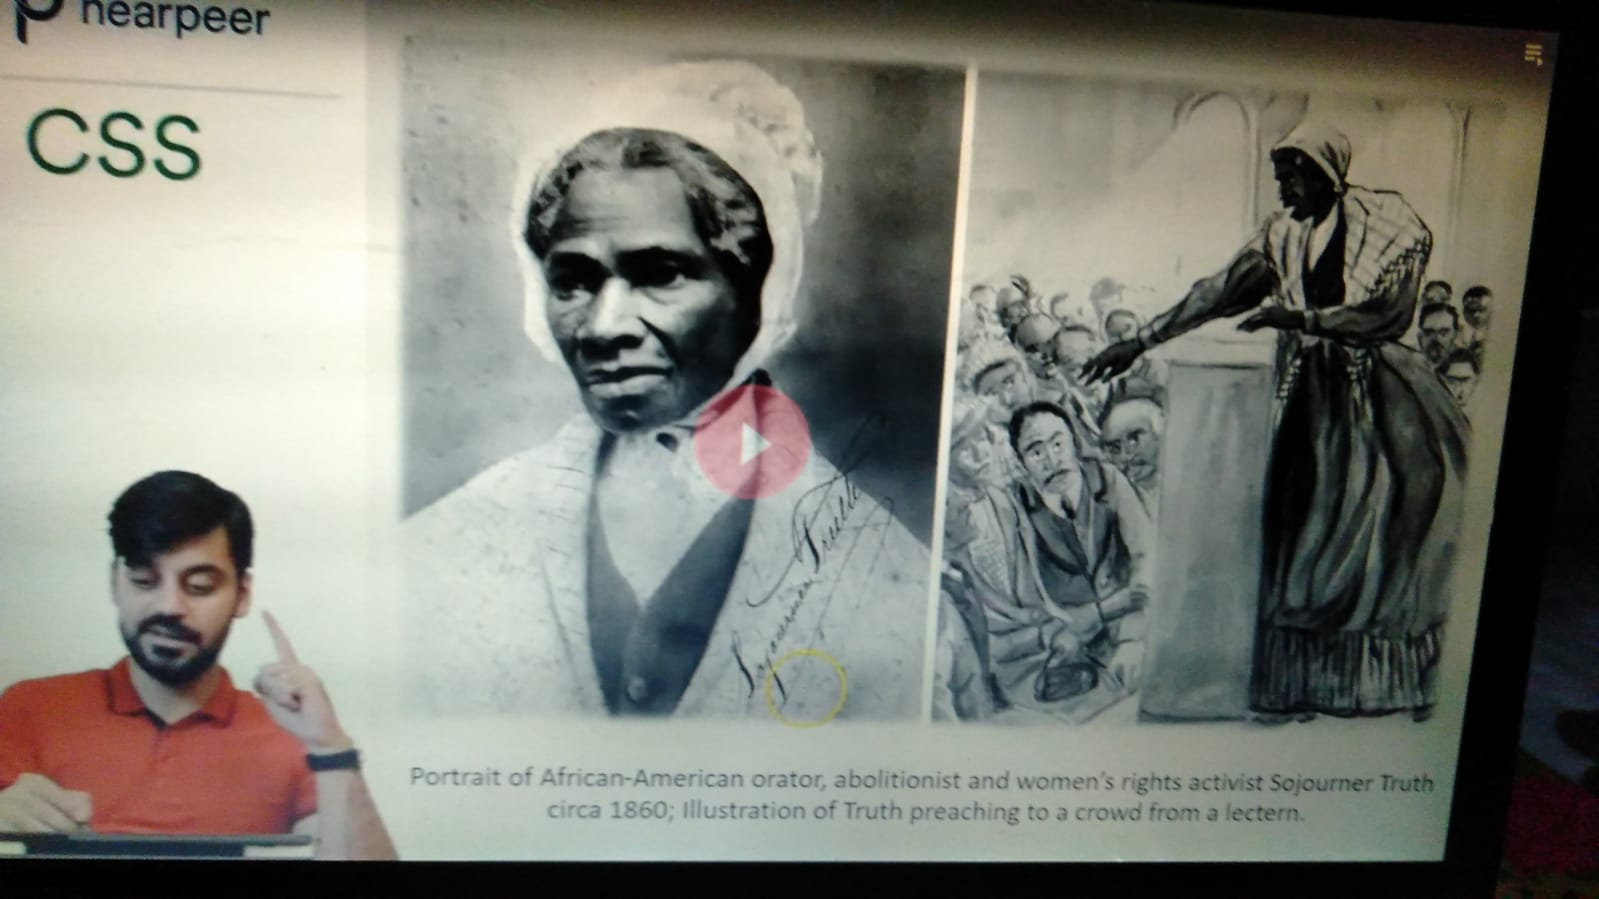 nearpeer
CSS
Sojourner Truth
Portrait of African-American orator, abolitionist and women's rights activist Sojourner Truth
circa 1860; Illustration of Truth preaching to a crowd from a lectern.